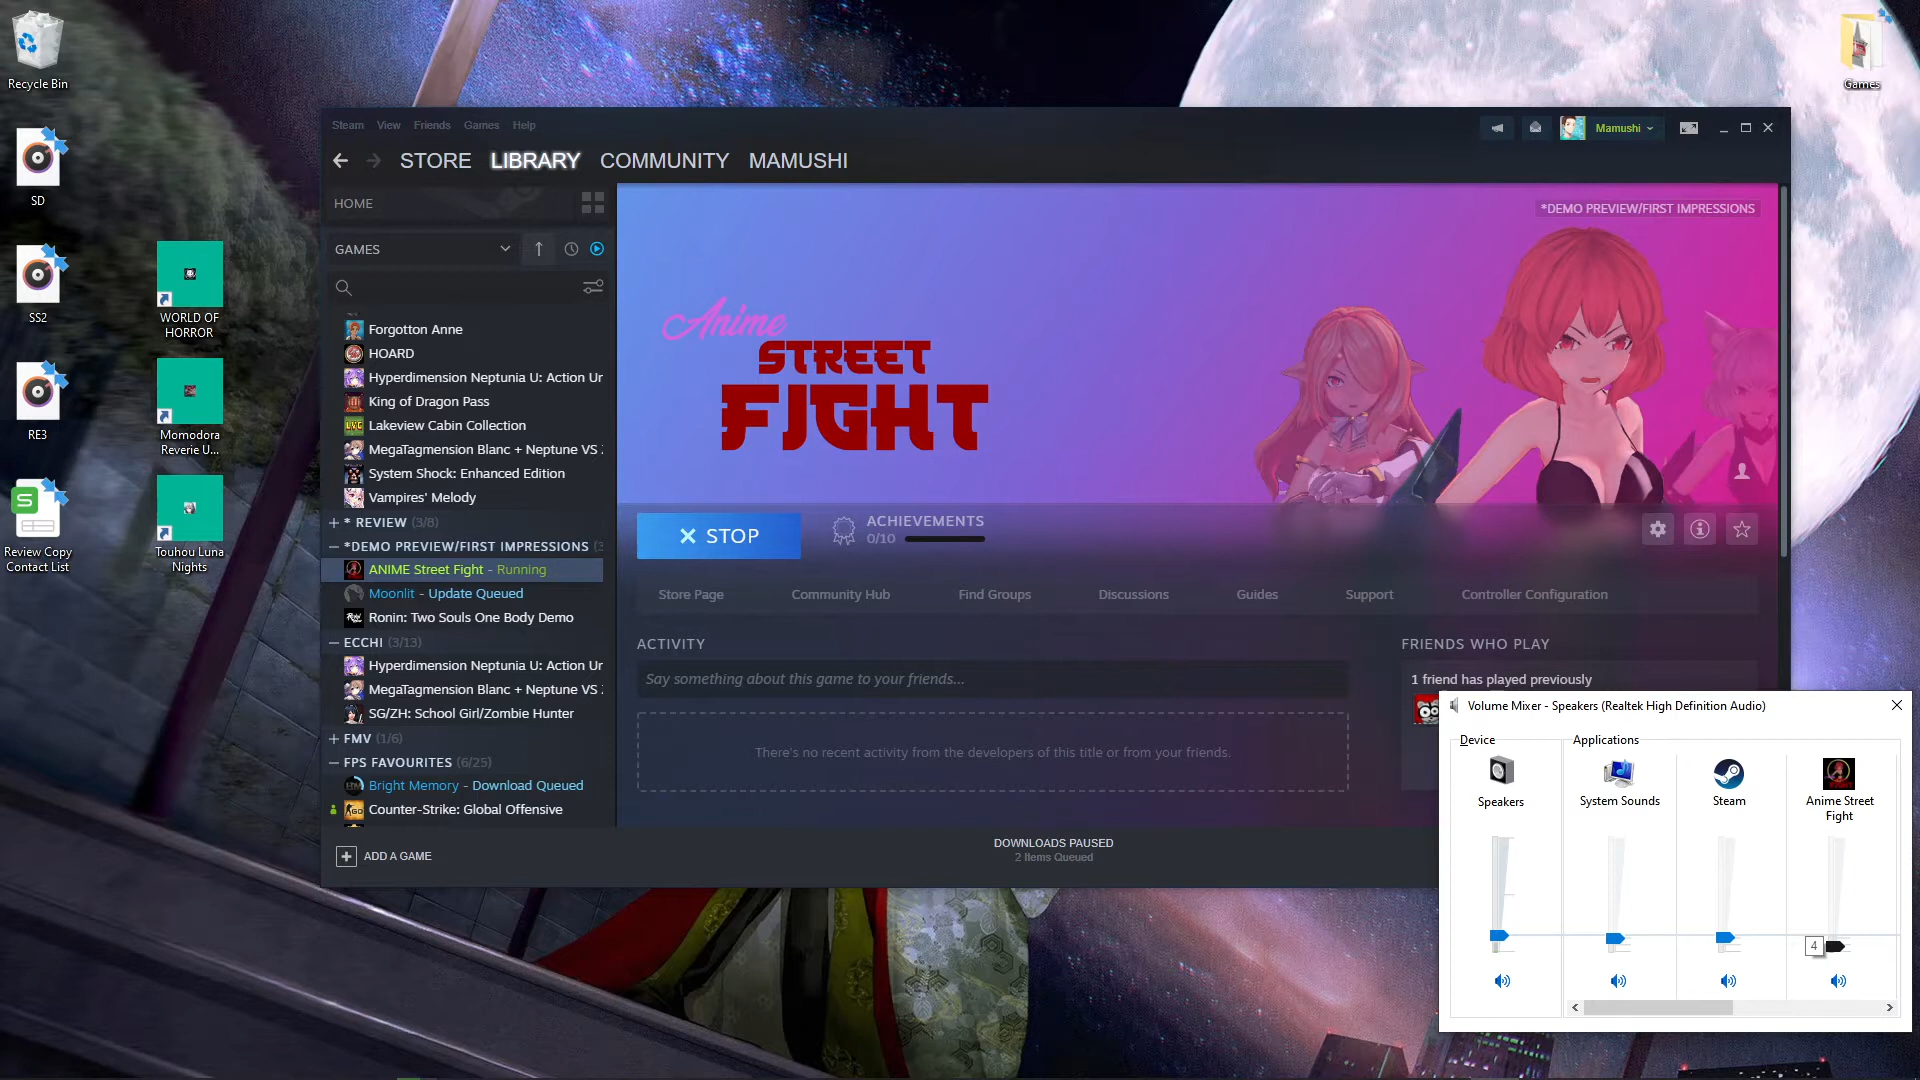 Recycle Bin
SD
SS2
RE3
Review Copy
Contact List
WORLD OF
HORROR
Momodora
Reverie U...
Touhou Luna
Nights
Games
Steam View Friends Games Help
Mamushi
STORE LIBRARY COMMUNITY MAMUSHI
HOME
GAMES
Forgotton Anne
HOARD
Hyperdimension Neptunia U: Action Ur
King of Dragon Pass
Lakeview Cabin Collection
MegaTagmension Blanc + Neptune VS
System Shock: Enhanced Edition
Vampires' Melody
+ * REVIEW (3/8)
— *DEMO PREVIEW/FIRST IMPRESSIONS
ANIME Street Fight - Running
Moonlit - Update Queued
Ronin: Two Souls One Body Demo
— ECCHI (3/13)
Hyperdimension Neptunia U: Action Ur
MegaTagmension Blanc + Neptune VS
SG/ZH: School Girl/Zombie Hunter
+ FMV (1/6)
— FPS FAVOURITES (6/25)
Bright Memory - Download Queued
Counter-Strike: Global Offensive
+ ADD A GAME
*DEMO PREVIEW/FIRST IMPRESSIONS
Anime
STREET
FIGHT
STOP
ACHIEVEMENTS
0/10
Store Page Community Hub Find Groups Discussions Guides Support Controller Configuration
ACTIVITY
Say something about this game to your friends...
There's no recent activity from the developers of this title or from your friends.
FRIENDS WHO PLAY
1 friend has played previously
DOWNLOADS PAUSED
2 Items Queued
Volume Mixer - Speakers (Realtek High Definition Audio)
Device
Applications
Speakers
System Sounds
Steam
Anime Street
Fight
4